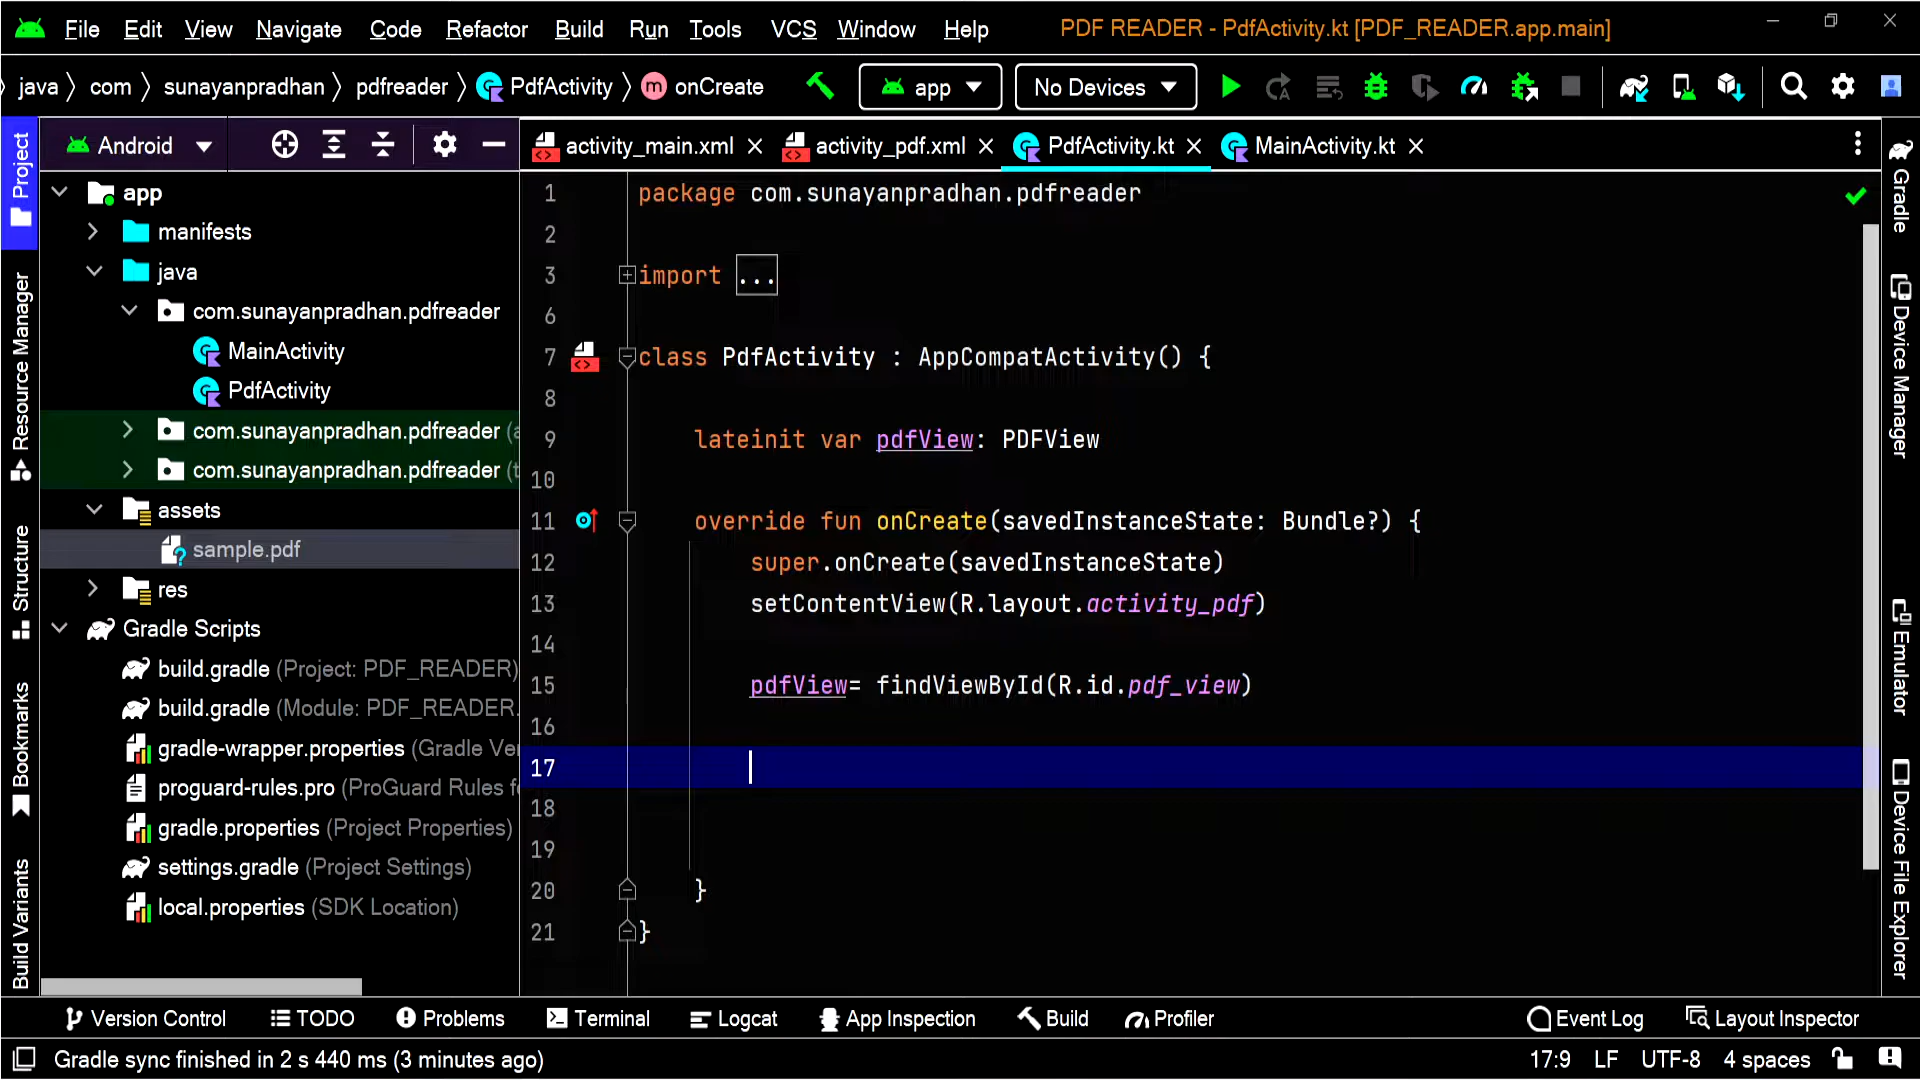 File Edit View Navigate Code Refactor Build Run Tools VCS Window Help PDF READER - PdfActivity.kt [PDF_READER.app.main]
java com sunayanpradhan pdfreader PdfActivity m onCreate app No Devices
Project
Resource Manager
Structure
Bookmarks
Build Variants
Android
app
manifests
java
com.sunayanpradhan.pdfreader
MainActivity
PdfActivity
com.sunayanpradhan.pdfreader (a
com.sunayanpradhan.pdfreader (t
assets
sample.pdf
res
Gradle Scripts
build.gradle (Project: PDF_READER)
build.gradle (Module: PDF_READER.
gradle-wrapper.properties (Gradle Ver
proguard-rules.pro (ProGuard Rules f
gradle.properties (Project Properties)
settings.gradle (Project Settings)
local.properties (SDK Location)
activity_main.xml activity_pdf.xml PdfActivity.kt MainActivity.kt
1 package com.sunayanpradhan.pdfreader
2
3 import ...
6
7 class PdfActivity : AppCompatActivity() {
8
9 lateinit var pdfView: PDFView
10
11 override fun onCreate(savedInstanceState: Bundle?) {
12 super.onCreate(savedInstanceState)
13 setContentView(R.layout.activity_pdf)
14
15 pdfView= findViewById(R.id.pdf_view)
16
17
18
19
20 }
21 }
Gradle
Device Manager
Emulator
Device File Explorer
Version Control TODO Problems Terminal Logcat App Inspection Build Profiler Event Log Layout Inspector
Gradle sync finished in 2 s 440 ms (3 minutes ago) 17:9 LF UTF-8 4 spaces